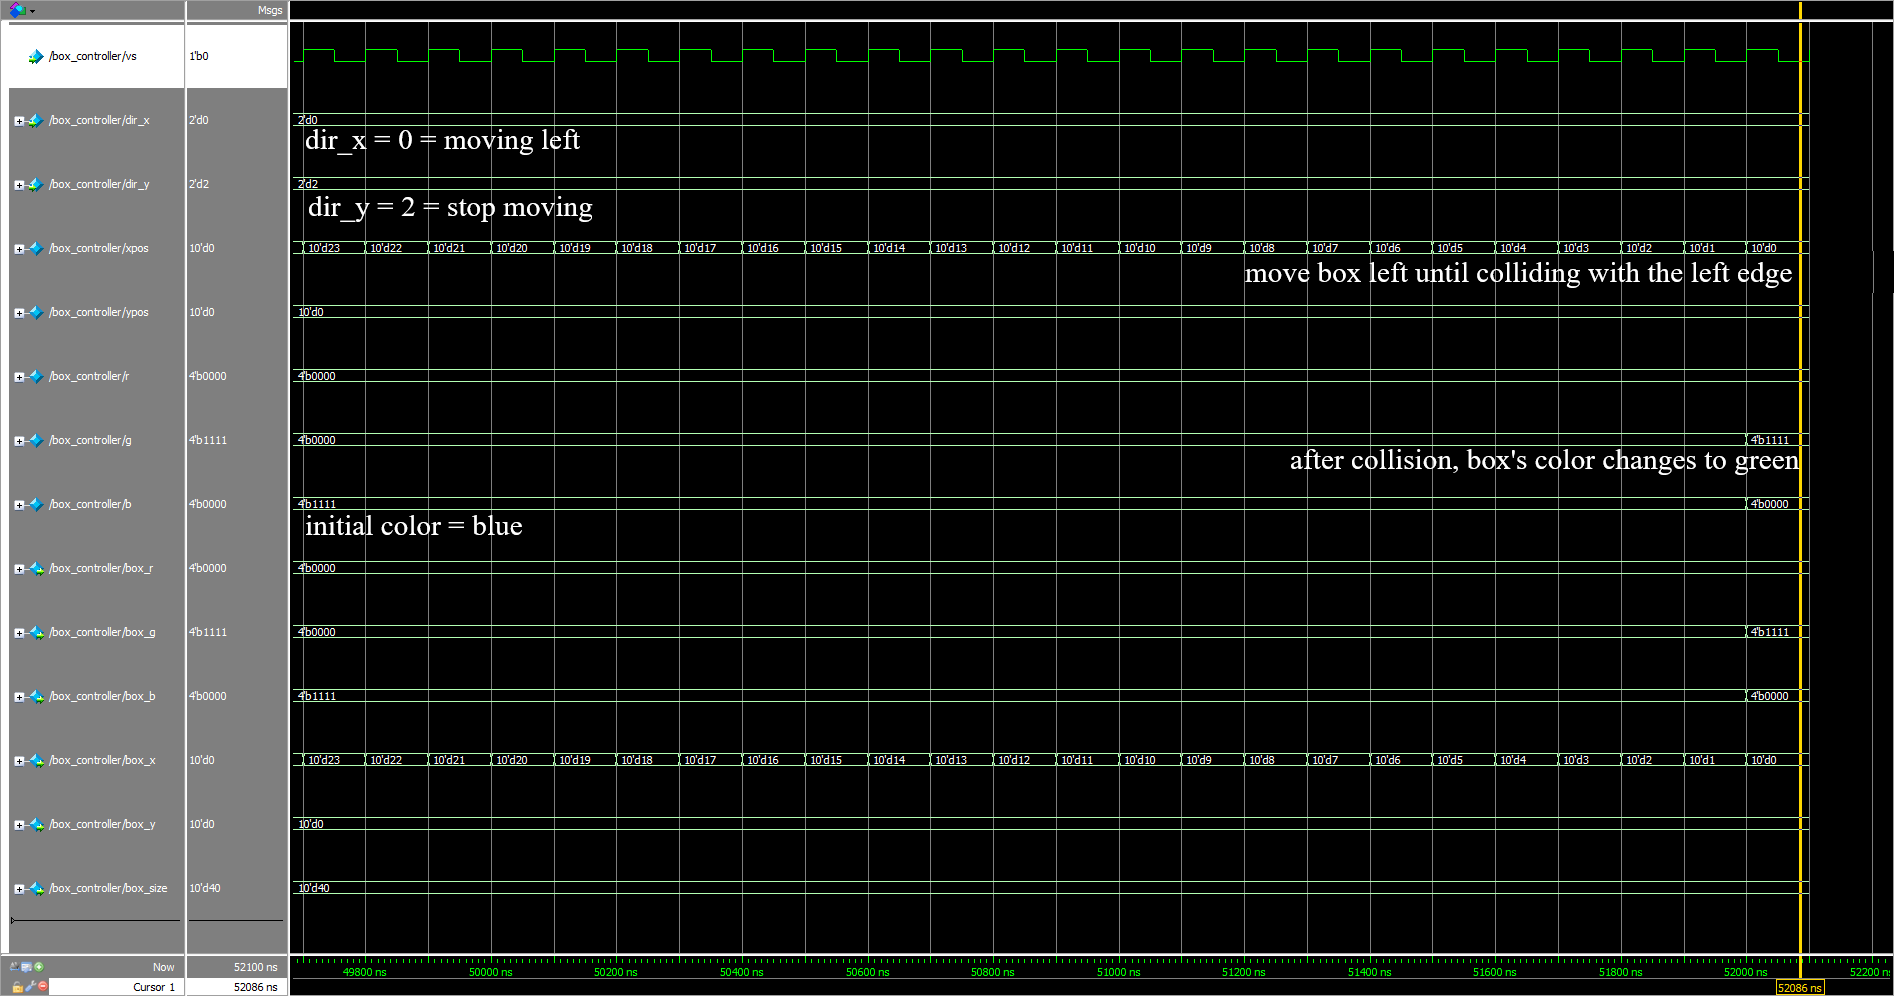 Msgs
/box_controller/vs 1'b0
/box_controller/dir_x 2'd0 2'd0
dir_x = 0 = moving left
/box_controller/dir_y 2'd2 2'd2
dir_y = 2 = stop moving
/box_controller/xpos 10'd0 10'd23 10'd22 10'd21 10'd20 10'd19 10'd18 10'd17 10'd16 10'd15 10'd14 10'd13 10'd12 10'd11 10'd10 10'd9 10'd8 10'd7 10'd6 10'd5 10'd4 10'd3 10'd2 10'd1 10'd0
move box left until colliding with the left edge
/box_controller/ypos 10'd0 10'd0
/box_controller/r 4'b0000 4'b0000
/box_controller/g 4'b1111 4'b0000 4'b1111
after collision, box's color changes to green
/box_controller/b 4'b0000 4'b1111 4'b0000
initial color = blue
/box_controller/box_r 4'b0000 4'b0000
/box_controller/box_g 4'b1111 4'b0000 4'b1111
/box_controller/box_b 4'b0000 4'b1111 4'b0000
/box_controller/box_x 10'd0 10'd23 10'd22 10'd21 10'd20 10'd19 10'd18 10'd17 10'd16 10'd15 10'd14 10'd13 10'd12 10'd11 10'd10 10'd9 10'd8 10'd7 10'd6 10'd5 10'd4 10'd3 10'd2 10'd1 10'd0
/box_controller/box_y 10'd0 10'd0
/box_controller/box_size 10'd40 10'd40
Now 52100 ns 49800 ns 50000 ns 50200 ns 50400 ns 50600 ns 50800 ns 51000 ns 51200 ns 51400 ns 51600 ns 51800 ns 52000 ns 52200 n
Cursor 1 52086 ns 52086 ns